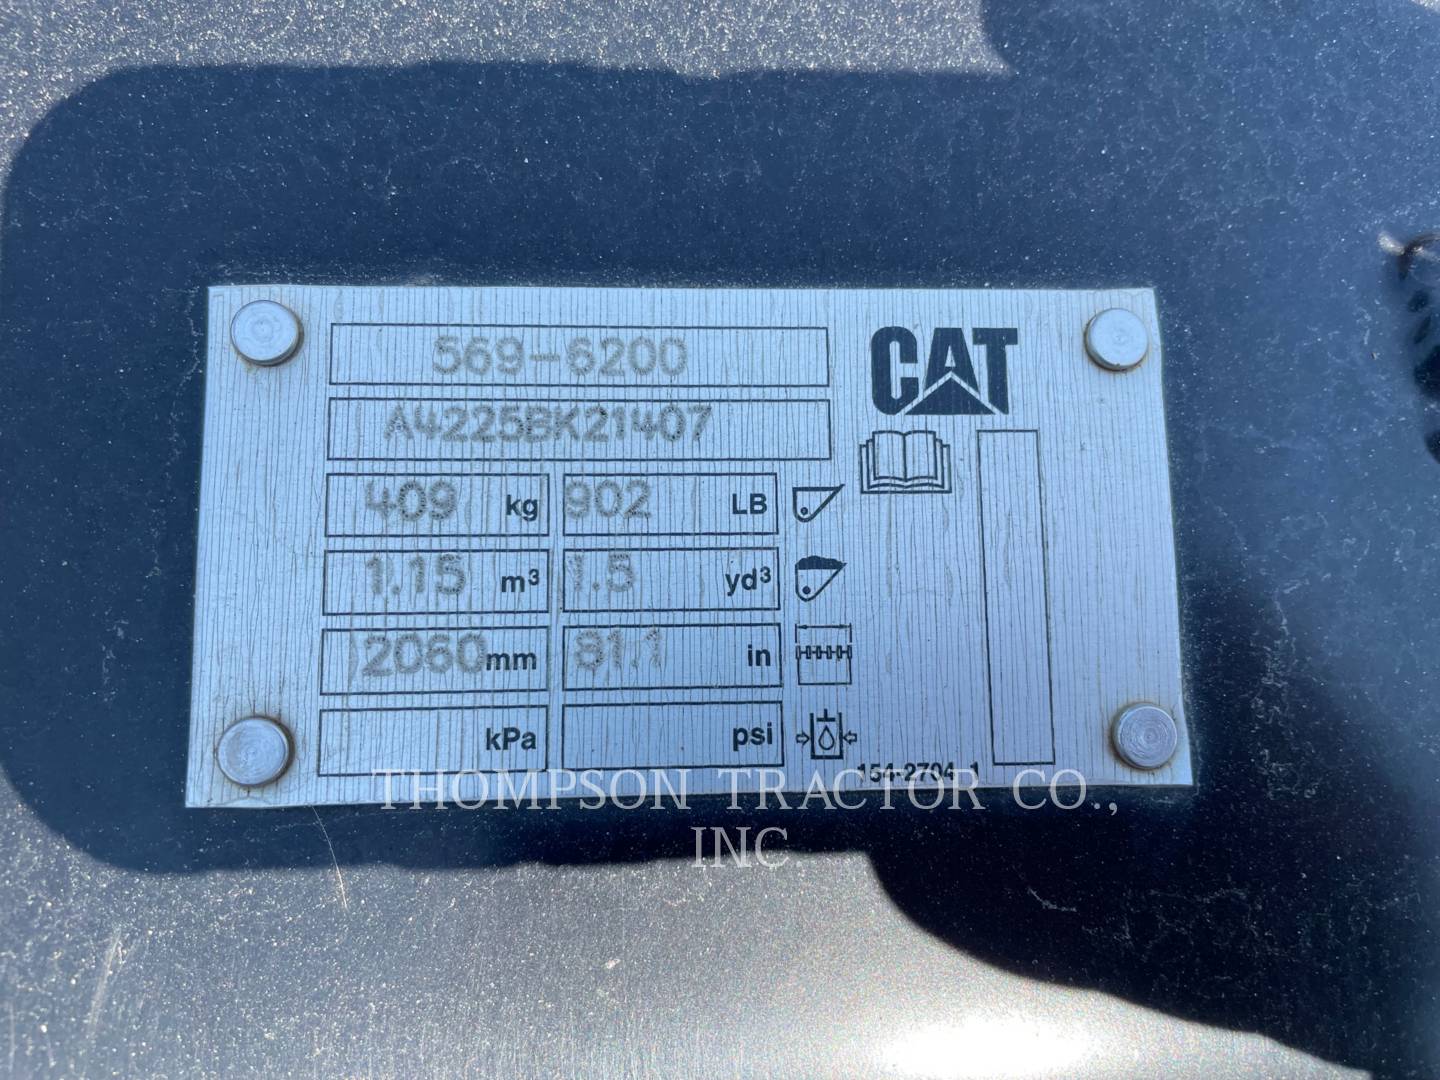 569-6200
CAT
A4225BK21407
409 kg 902 LB
1.15 m³ 1.5 yd³
2060 mm 81.1 in
kPa psi
154-2704 1
THOMPSON TRACTOR CO.,
INC